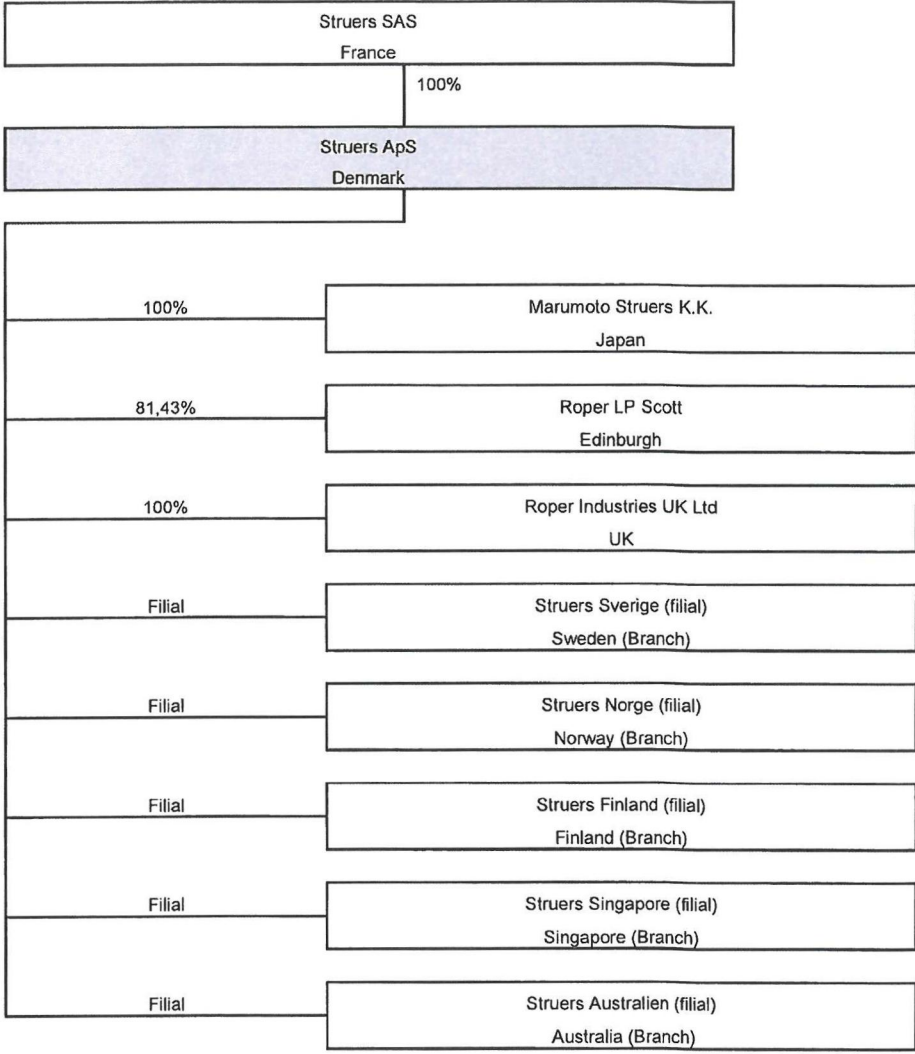 Struers SAS
France
100%
Struers ApS
Denmark
100%
Marumoto Struers K.K.
Japan
81,43%
Roper LP Scott
Edinburgh
100%
Roper Industries UK Ltd
UK
Filial
Struers Sverige (filial)
Sweden (Branch)
Filial
Struers Norge (filial)
Norway (Branch)
Filial
Struers Finland (filial)
Finland (Branch)
Filial
Struers Singapore (filial)
Singapore (Branch)
Filial
Struers Australien (filial)
Australia (Branch)